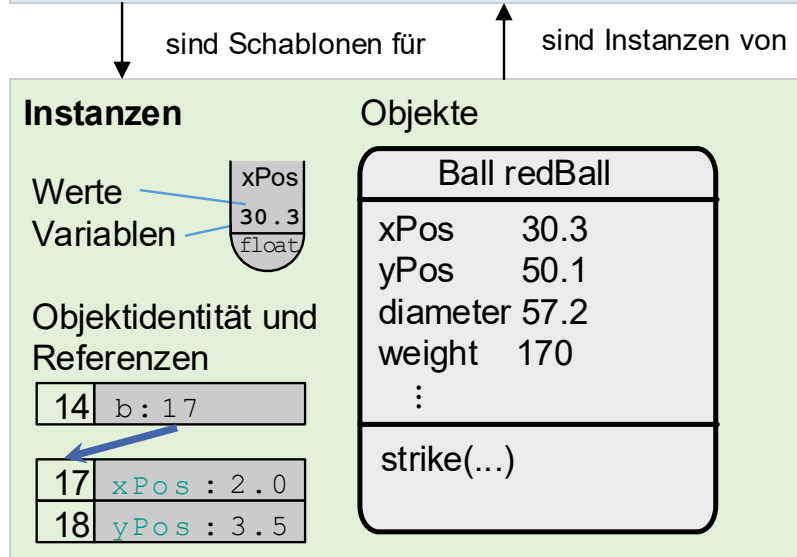 sind Schablonen für
sind Instanzen von
Instanzen
Objekte
Werte
Variablen
xPos
30.3
float
Objektidentität und
Referenzen
14 b:17
17 xPos:2.0
18 yPos:3.5
Ball redBall
xPos 30.3
yPos 50.1
diameter 57.2
weight 170
⋮
strike(...)